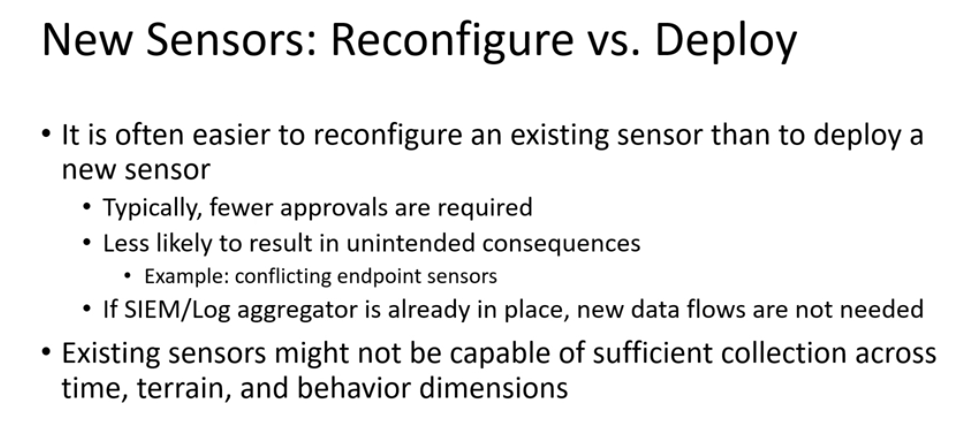 New Sensors: Reconfigure vs. Deploy
• It is often easier to reconfigure an existing sensor than to deploy a
new sensor
• Typically, fewer approvals are required
• Less likely to result in unintended consequences
• Example: conflicting endpoint sensors
• If SIEM/Log aggregator is already in place, new data flows are not needed
• Existing sensors might not be capable of sufficient collection across
time, terrain, and behavior dimensions